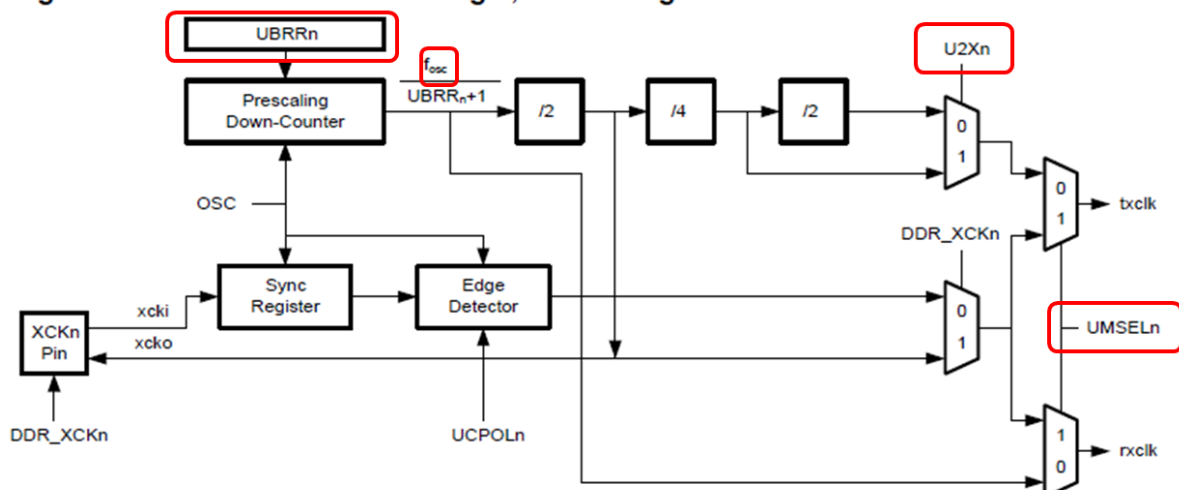 UBRRn
U2Xn
fosc
UBRRn+1
Prescaling
Down-Counter
/2
/4
/2
0
1
OSC
0
1
txclk
DDR_XCKn
Sync
Register
Edge
Detector
xcki
XCKn
Pin
xcko
0
1
UMSELn
DDR_XCKn
UCPOLn
1
0
rxclk